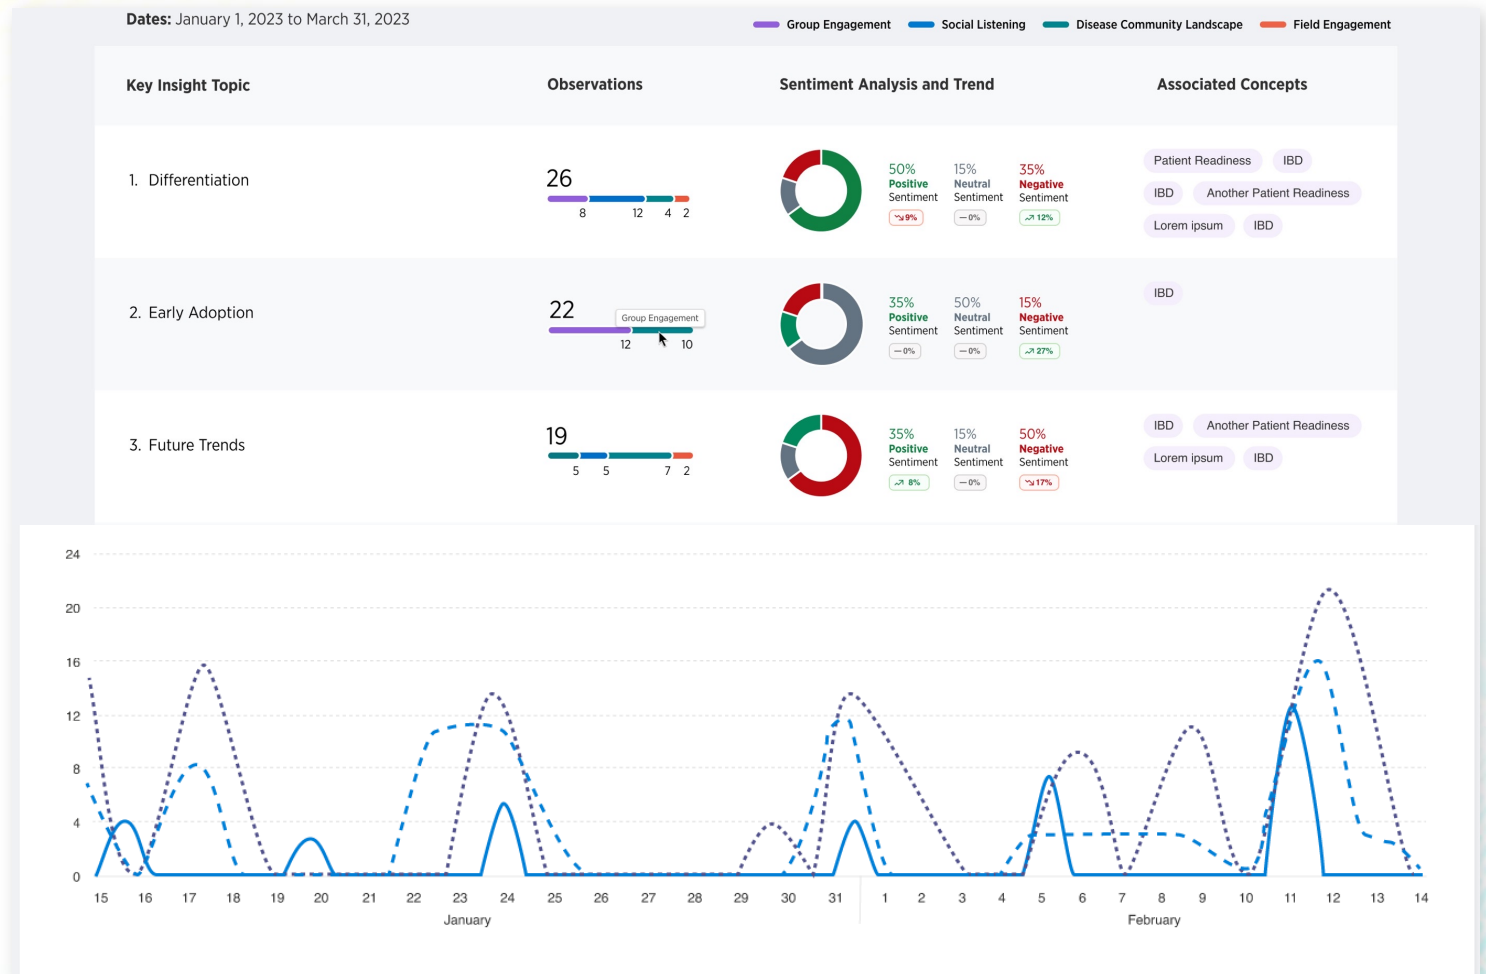 Dates: January 1, 2023 to March 31, 2023
Group Engagement Social Listening Disease Community Landscape Field Engagement
Key Insight Topic Observations Sentiment Analysis and Trend Associated Concepts
1. Differentiation
26
8 12 4 2
50% 15% 35%
Positive Neutral Negative
Sentiment Sentiment Sentiment
9% —0% 12%
Patient Readiness IBD
IBD Another Patient Readiness
Lorem ipsum IBD
2. Early Adoption
22
Group Engagement
12 10
35% 50% 15%
Positive Neutral Negative
Sentiment Sentiment Sentiment
—0% —0% 27%
IBD
3. Future Trends
19
5 5 7 2
35% 15% 50%
Positive Neutral Negative
Sentiment Sentiment Sentiment
8% —0% 17%
IBD Another Patient Readiness
Lorem ipsum IBD
24
20
16
12
8
4
0
15 16 17 18 19 20 21 22 23 24 25 26 27 28 29 30 31 1 2 3 4 5 6 7 8 9 10 11 12 13 14
January February